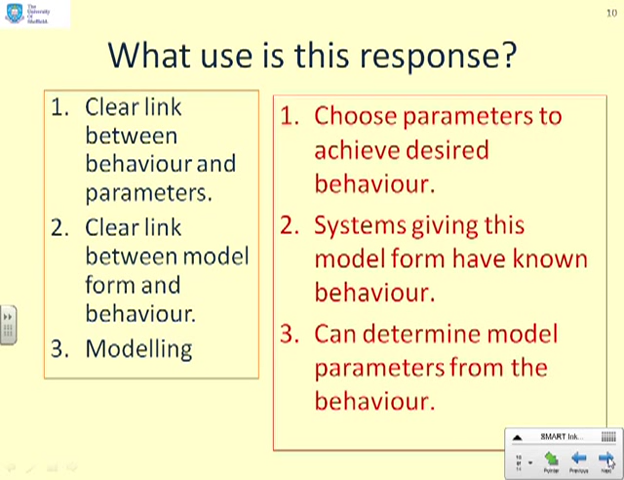 The
University
Of
Sheffield.
10
What use is this response?
1. Clear link
between
behaviour and
parameters.
2. Clear link
between model
form and
behaviour.
3. Modelling
1. Choose parameters to
achieve desired
behaviour.
2. Systems giving this
model form have known
behaviour.
3. Can determine model
parameters from the
behaviour.
SMART Ink...
Pointer Previous Next